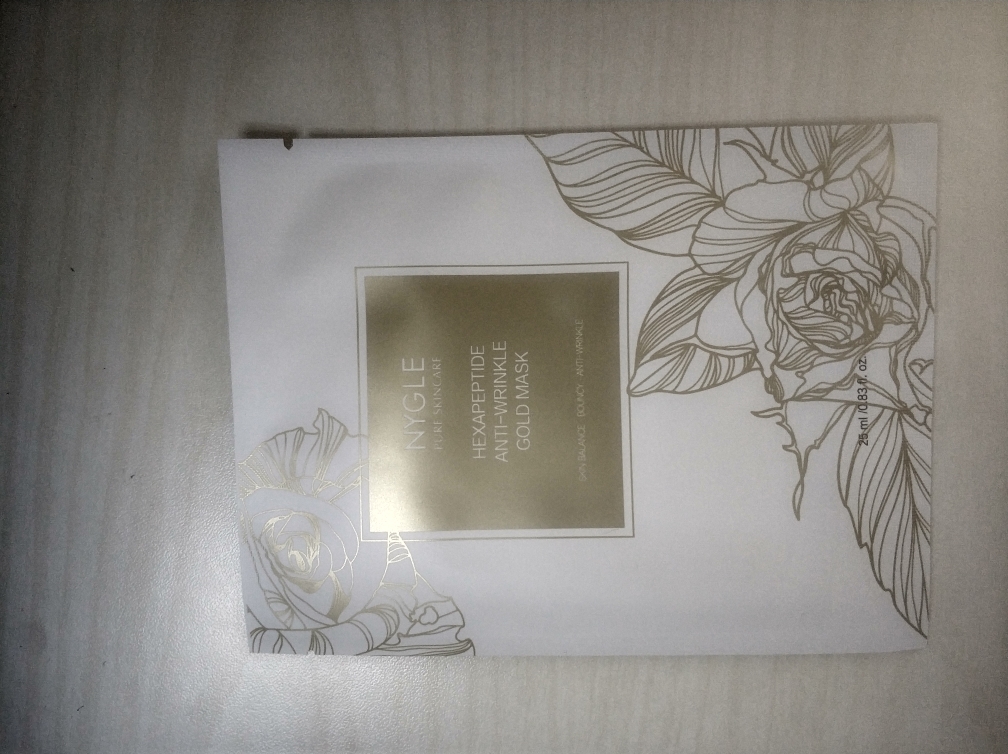 NYGLE
PURE SKINCARE
HEXAPEPTIDE
ANTI-WRINKLE
GOLD MASK
SKIN BALANCE · BOUNCY · ANTI-WRINKLE
25 ml /0.83 fl. oz.